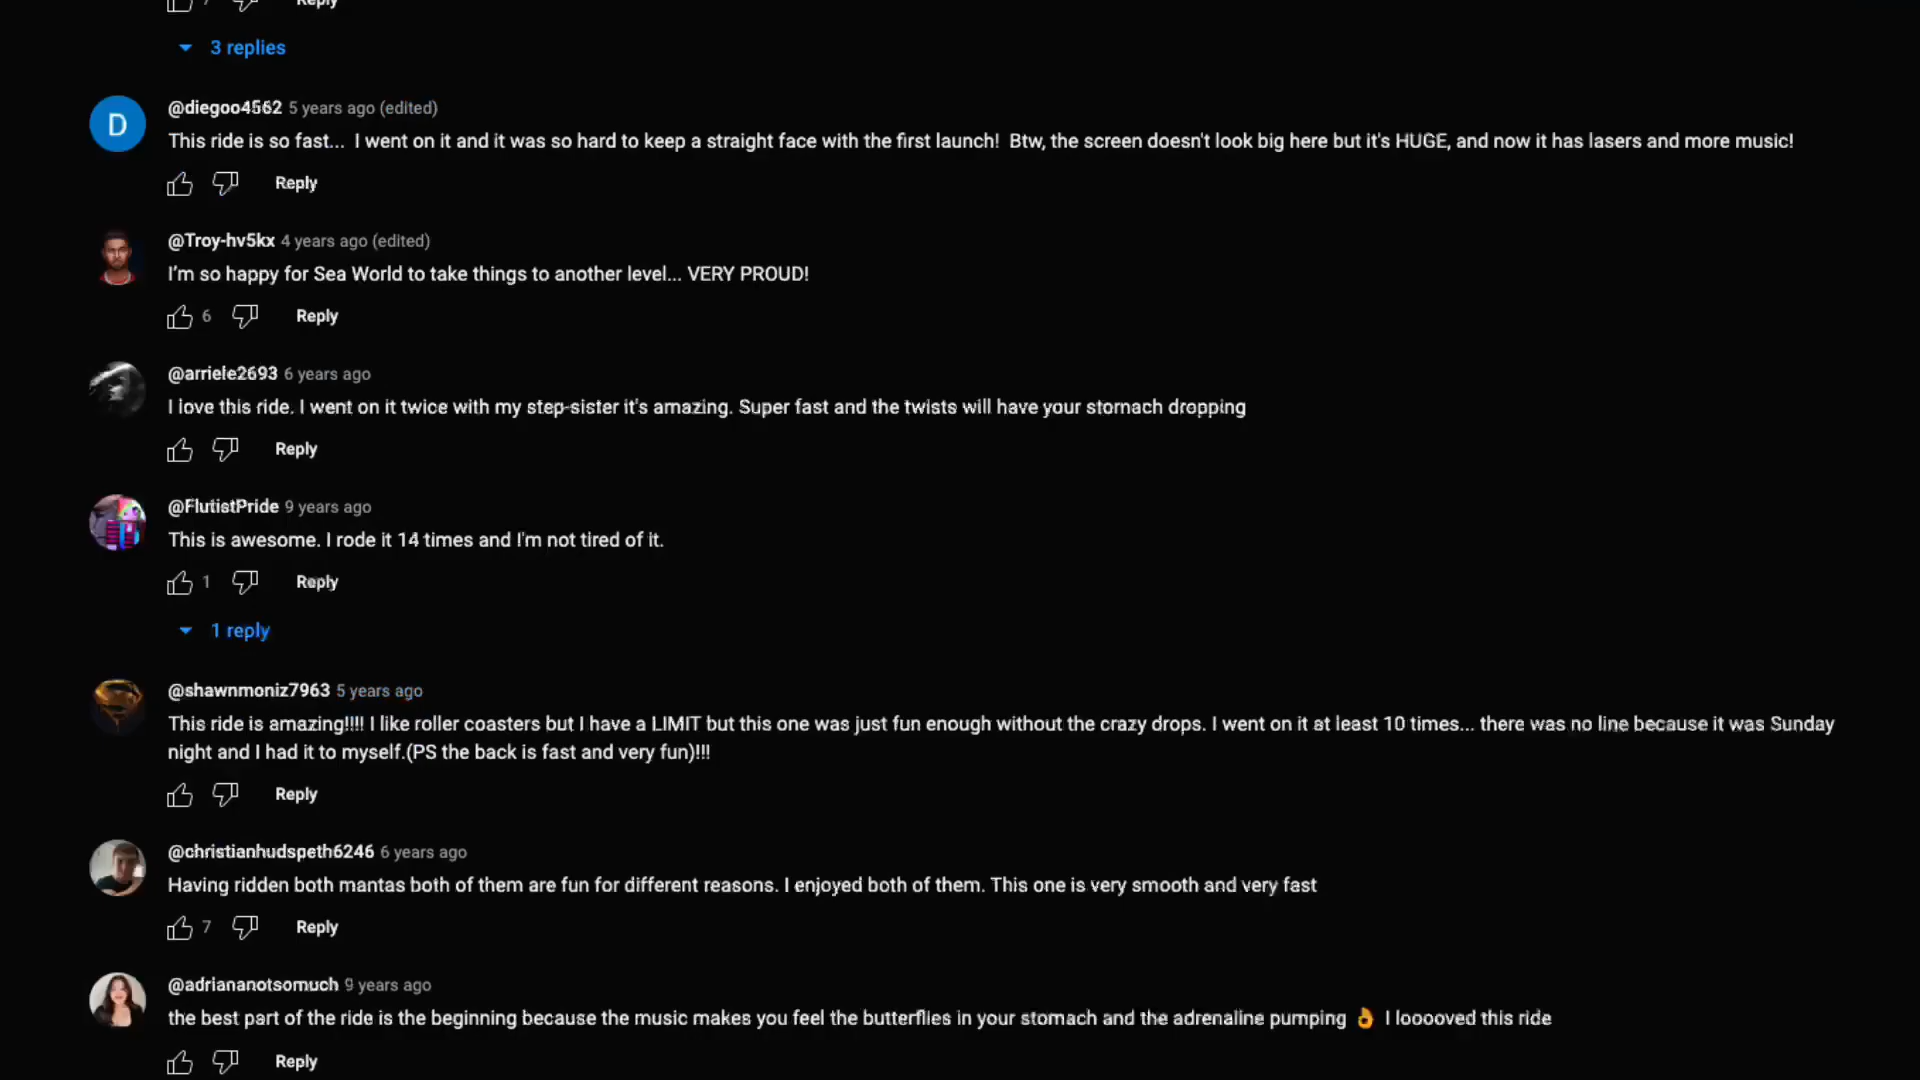 7 Reply
3 replies
D
@diegoo4562 5 years ago (edited)
This ride is so fast... I went on it and it was so hard to keep a straight face with the first launch! Btw, the screen doesn't look big here but it's HUGE, and now it has lasers and more music!
Reply
@Troy-hv5kx 4 years ago (edited)
I'm so happy for Sea World to take things to another level... VERY PROUD!
6 Reply
@arriele2693 6 years ago
I love this ride. I went on it twice with my step-sister it's amazing. Super fast and the twists will have your stomach dropping
Reply
@FlutistPride 9 years ago
This is awesome. I rode it 14 times and I'm not tired of it.
1 Reply
1 reply
@shawnmoniz7963 5 years ago
This ride is amazing!!!! I like roller coasters but I have a LIMIT but this one was just fun enough without the crazy drops. I went on it at least 10 times... there was no line because it was Sunday
night and I had it to myself.(PS the back is fast and very fun)!!!
Reply
@christianhudspeth6246 6 years ago
Having ridden both mantas both of them are fun for different reasons. I enjoyed both of them. This one is very smooth and very fast
7 Reply
@adriananotsomuch 9 years ago
the best part of the ride is the beginning because the music makes you feel the butterflies in your stomach and the adrenaline pumping 👌 I looooved this ride
Reply